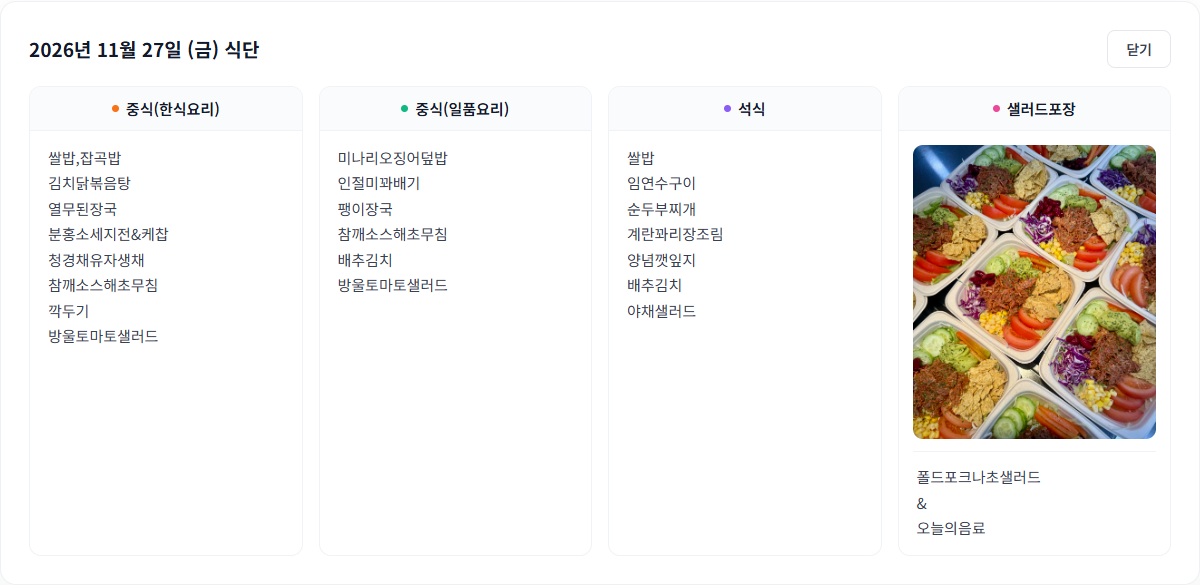 2026년 11월 27일 (금) 식단
닫기
중식(한식요리)
쌀밥,잡곡밥
김치닭볶음탕
열무된장국
분홍소세지전&케찹
청경채유자생채
참깨소스해초무침
깍두기
방울토마토샐러드
중식(일품요리)
미나리오징어덮밥
인절미꽈배기
팽이장국
참깨소스해초무침
배추김치
방울토마토샐러드
석식
쌀밥
임연수구이
순두부찌개
계란꽈리장조림
양념깻잎지
배추김치
야채샐러드
샐러드포장
폴드포크나초샐러드
&
오늘의음료